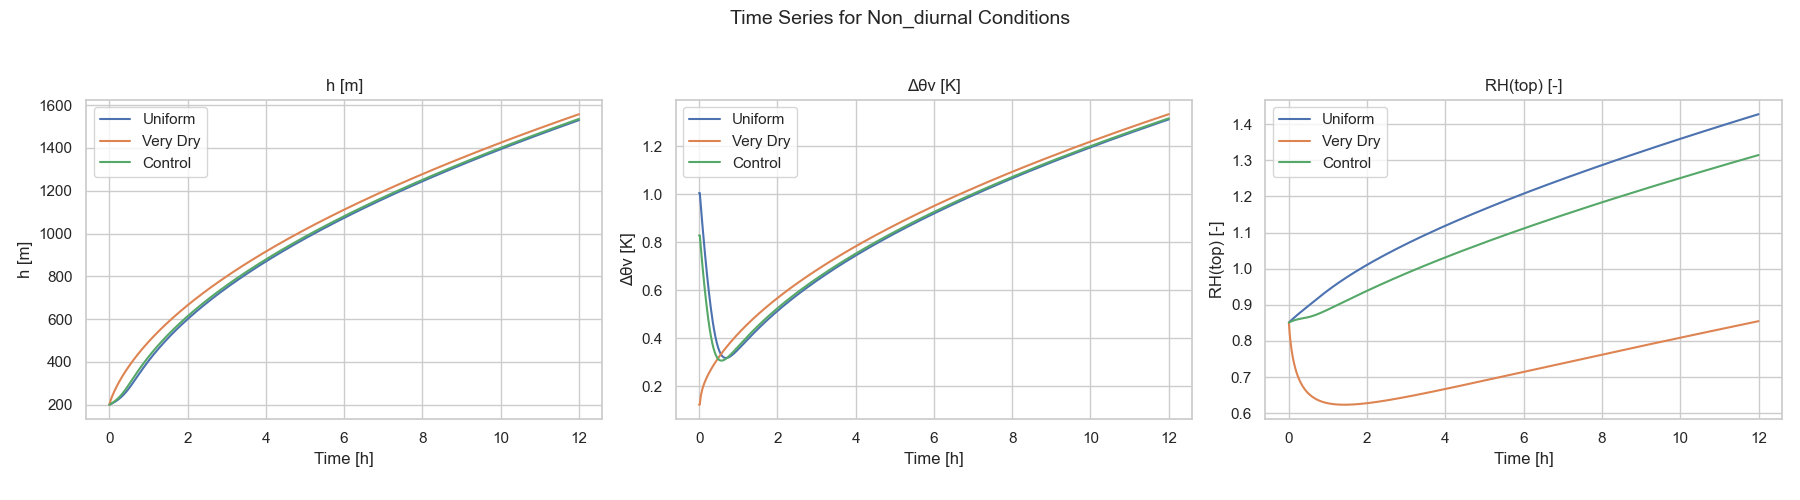 Time Series for Non_diurnal Conditions
h [m]
Uniform
Very Dry
Control
h [m]
1600
1400
1200
1000
800
600
400
200
0 2 4 6 8 10 12
Time [h]
Δθv [K]
Uniform
Very Dry
Control
Δθv [K]
1.2
1.0
0.8
0.6
0.4
0.2
0 2 4 6 8 10 12
Time [h]
RH(top) [-]
Uniform
Very Dry
Control
RH(top) [-]
1.4
1.3
1.2
1.1
1.0
0.9
0.8
0.7
0.6
0 2 4 6 8 10 12
Time [h]